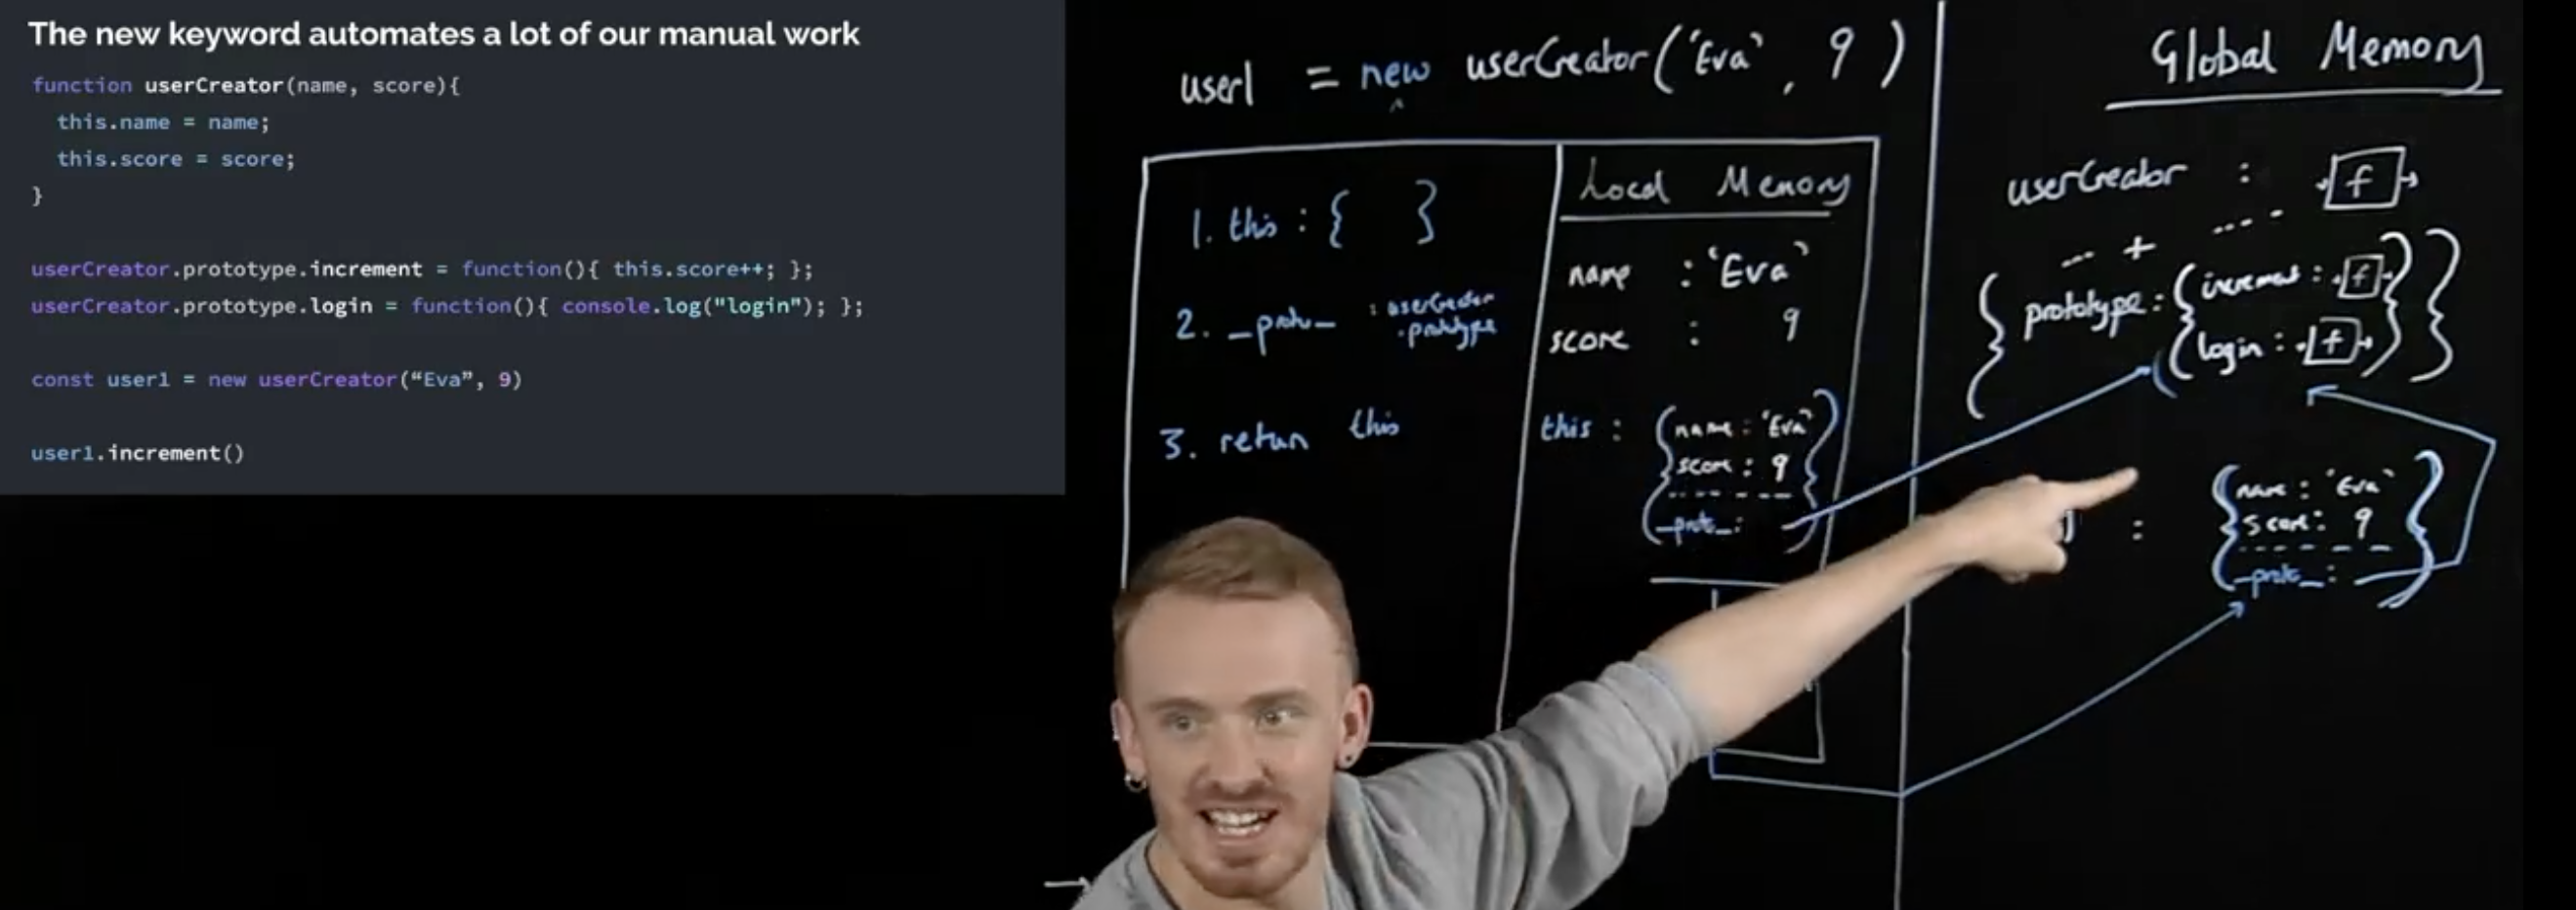 The new keyword automates a lot of our manual work
function userCreator(name, score){
this.name = name;
this.score = score;
}
userCreator.prototype.increment = function(){ this.score++; };
userCreator.prototype.login = function(){ console.log("login"); };
const user1 = new userCreator(“Eva”, 9)
user1.increment()
user1 = new userCreator('Eva', 9)
1. this : { }
2. _proto_ : userCreator
.prototype
3. return this
Local Memory
name : 'Eva'
score : 9
this : { name : 'Eva'
score : 9
_proto_ : }
Global Memory
userCreator : f
+
{ prototype : { increment : f
login : f } }
: { name : 'Eva'
score : 9
_proto_ : }